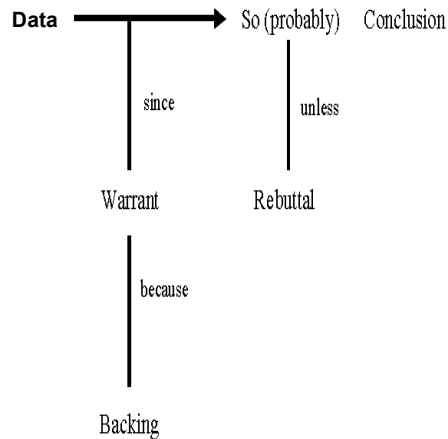 Data So (probably) Conclusion
since unless
Warrant Rebuttal
because
Backing